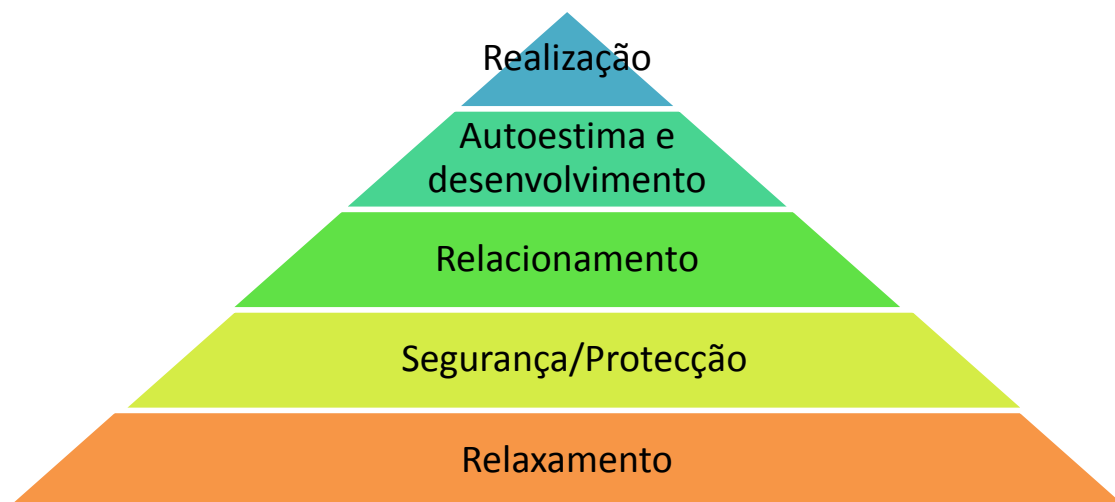 Realização
Autoestima e
desenvolvimento
Relacionamento
Segurança/Protecção
Relaxamento